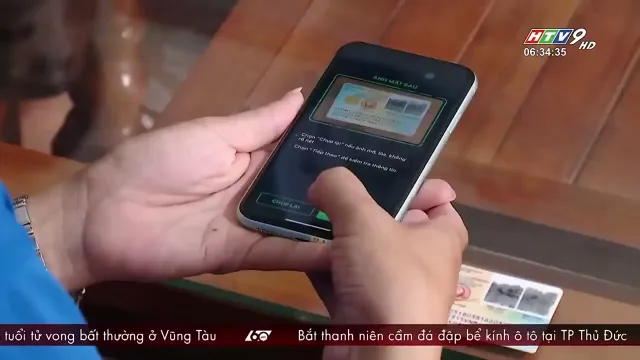 HTV9 HD
06:34:35
ẢNH MẶT SAU
Chọn "Chụp lại" nếu ảnh mờ, lóa, không
rõ nét
Chọn "Tiếp theo" để kiểm tra thông tin
CHỤP LẠI
tuổi tử vong bất thường ở Vũng Tàu
60
Bắt thanh niên cầm đá đập bể kính ô tô tại TP Thủ Đức